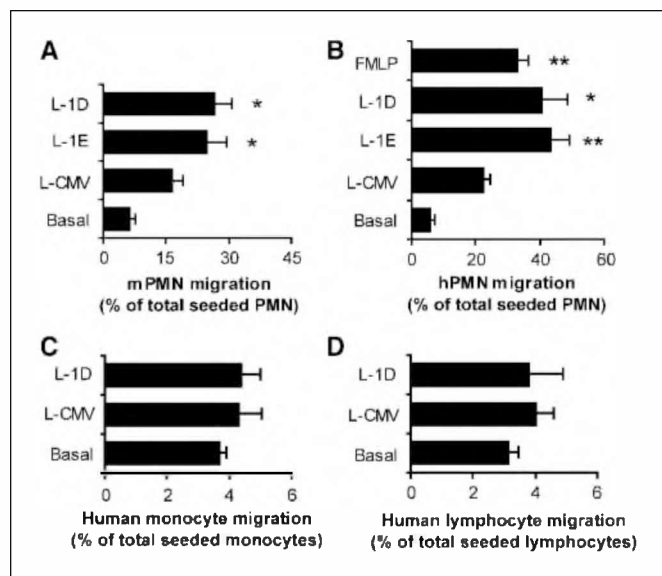 A
L-1D
*
L-1E
*
L-CMV
Basal
0 15 30 45
mPMN migration
(% of total seeded PMN)
B
FMLP
**
L-1D
*
L-1E
**
L-CMV
Basal
0 20 40 60
hPMN migration
(% of total seeded PMN)
C
L-1D
L-CMV
Basal
0 2 4 6
Human monocyte migration
(% of total seeded monocytes)
D
L-1D
L-CMV
Basal
0 2 4 6
Human lymphocyte migration
(% of total seeded lymphocytes)